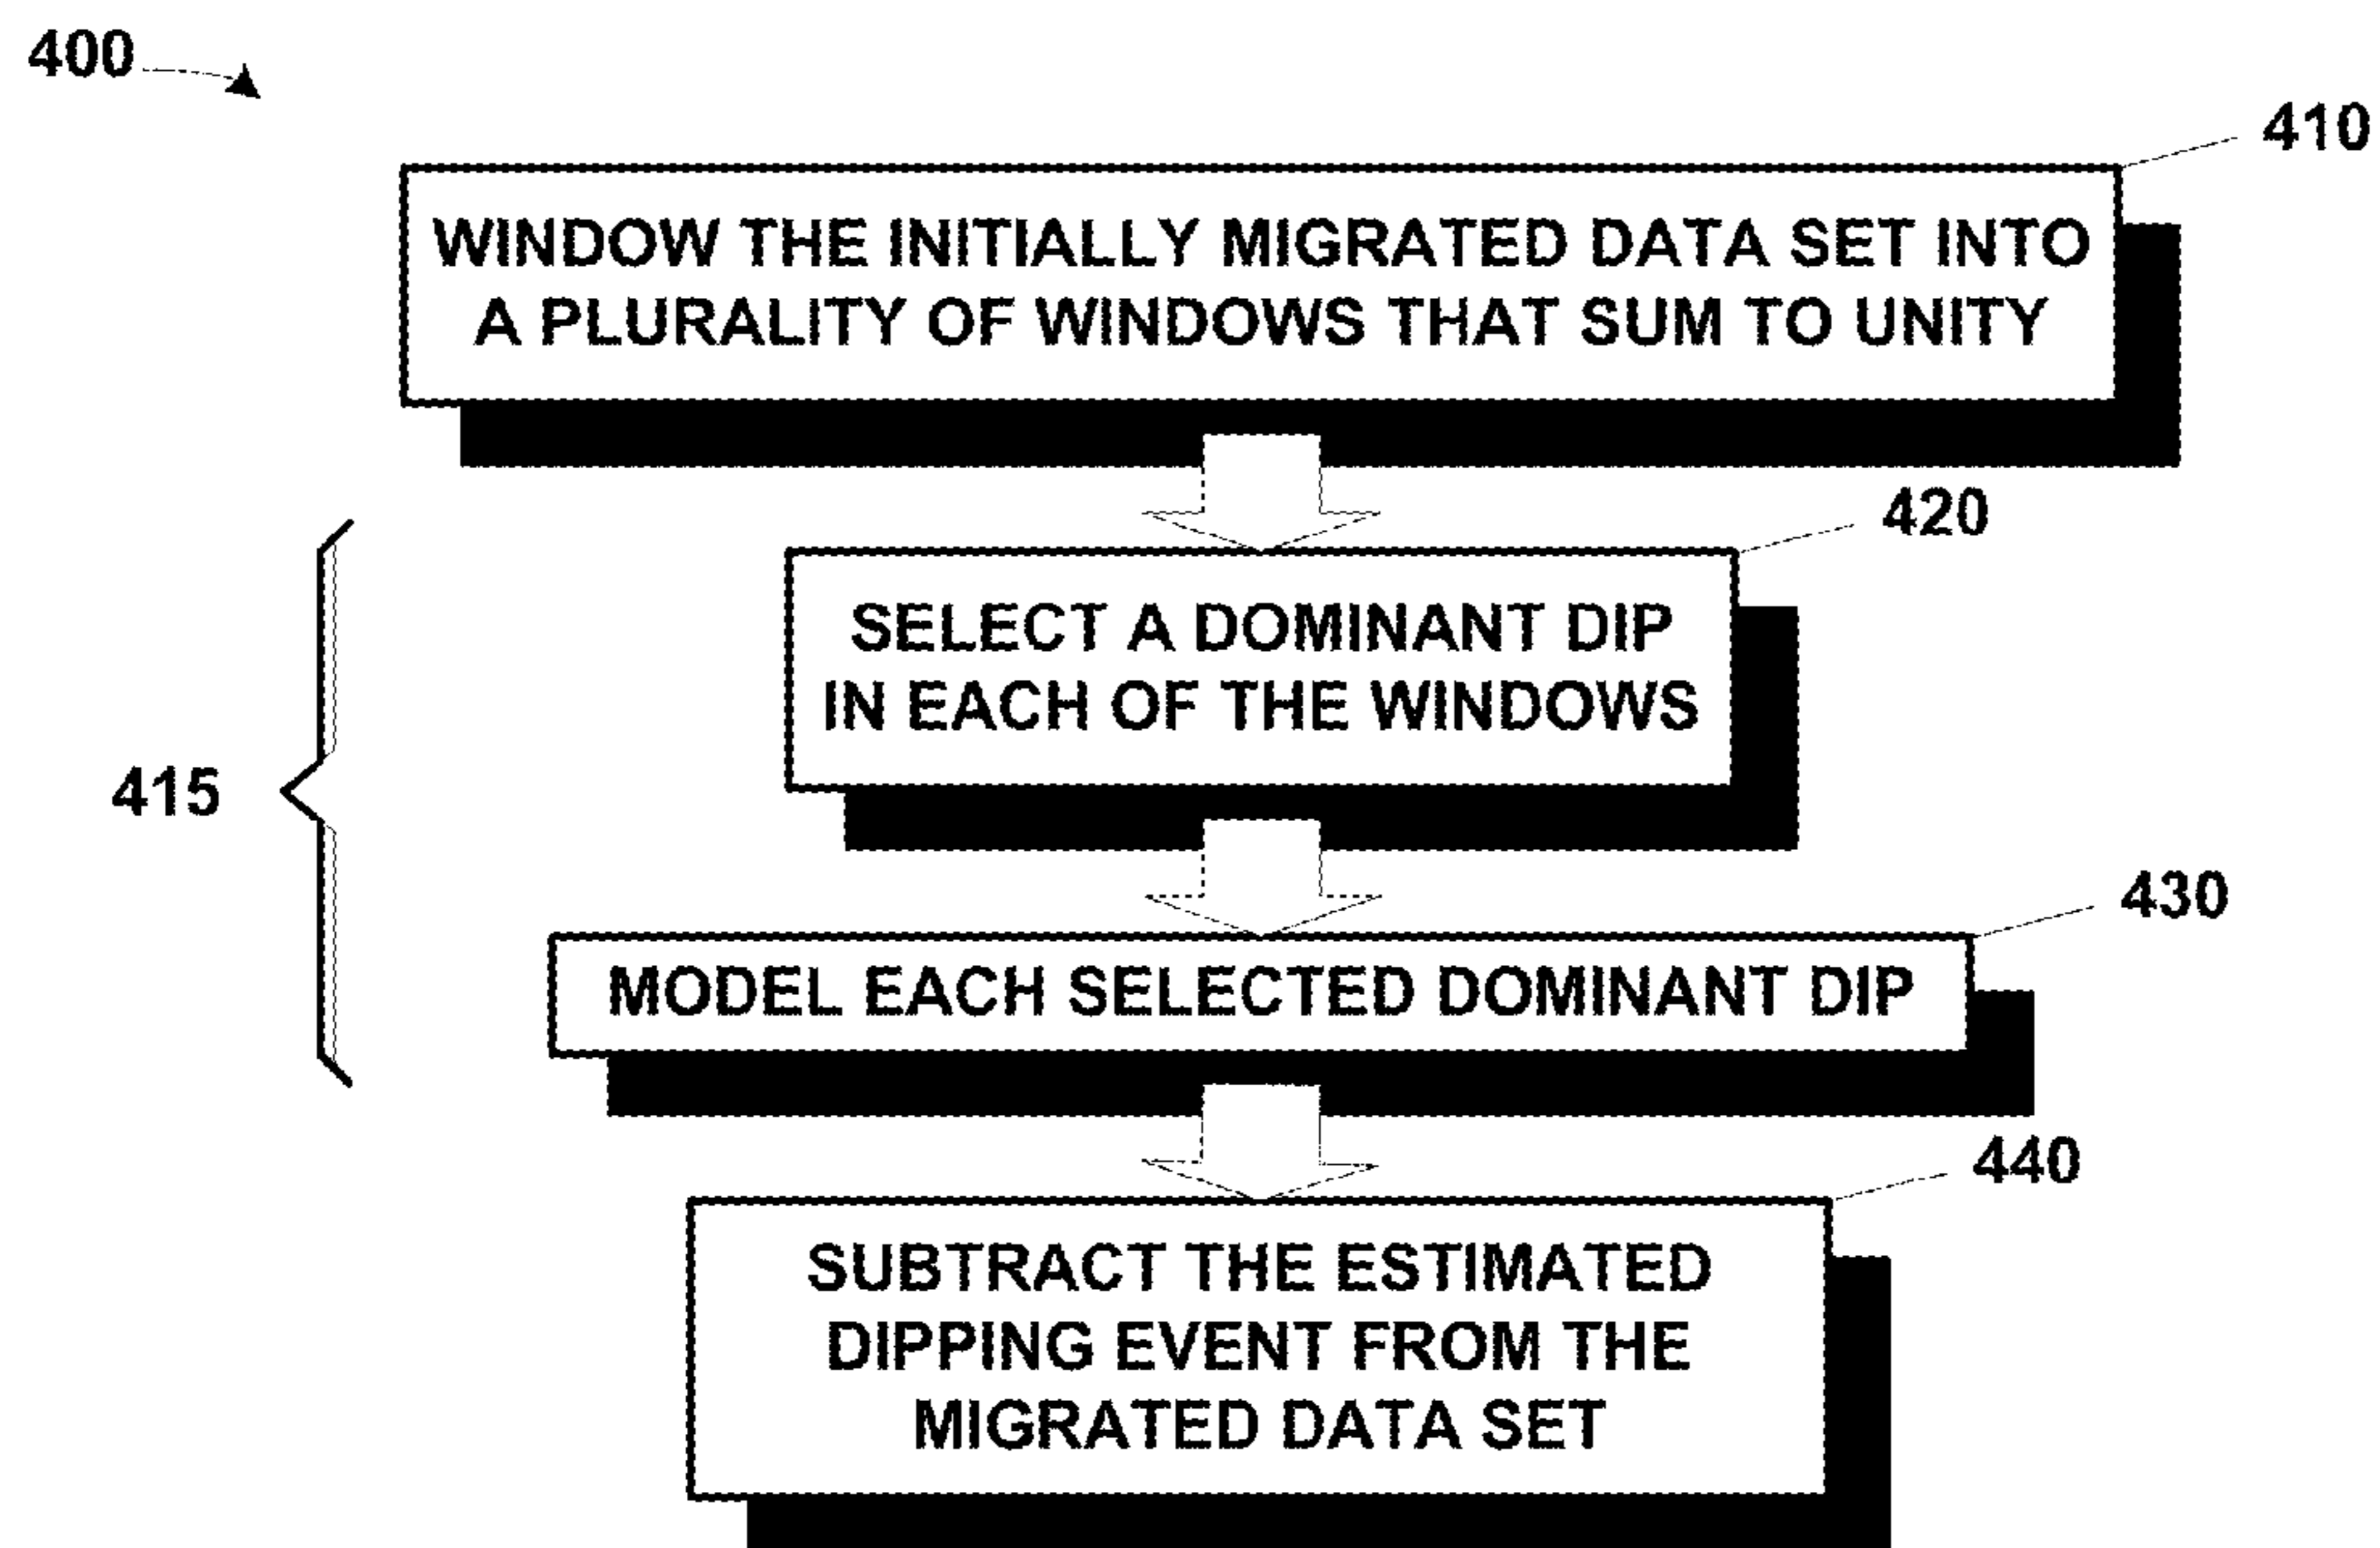 400
410
WINDOW THE INITIALLY MIGRATED DATA SET INTO
A PLURALITY OF WINDOWS THAT SUM TO UNITY
420
SELECT A DOMINANT DIP
IN EACH OF THE WINDOWS
415
430
MODEL EACH SELECTED DOMINANT DIP
440
SUBTRACT THE ESTIMATED
DIPPING EVENT FROM THE
MIGRATED DATA SET